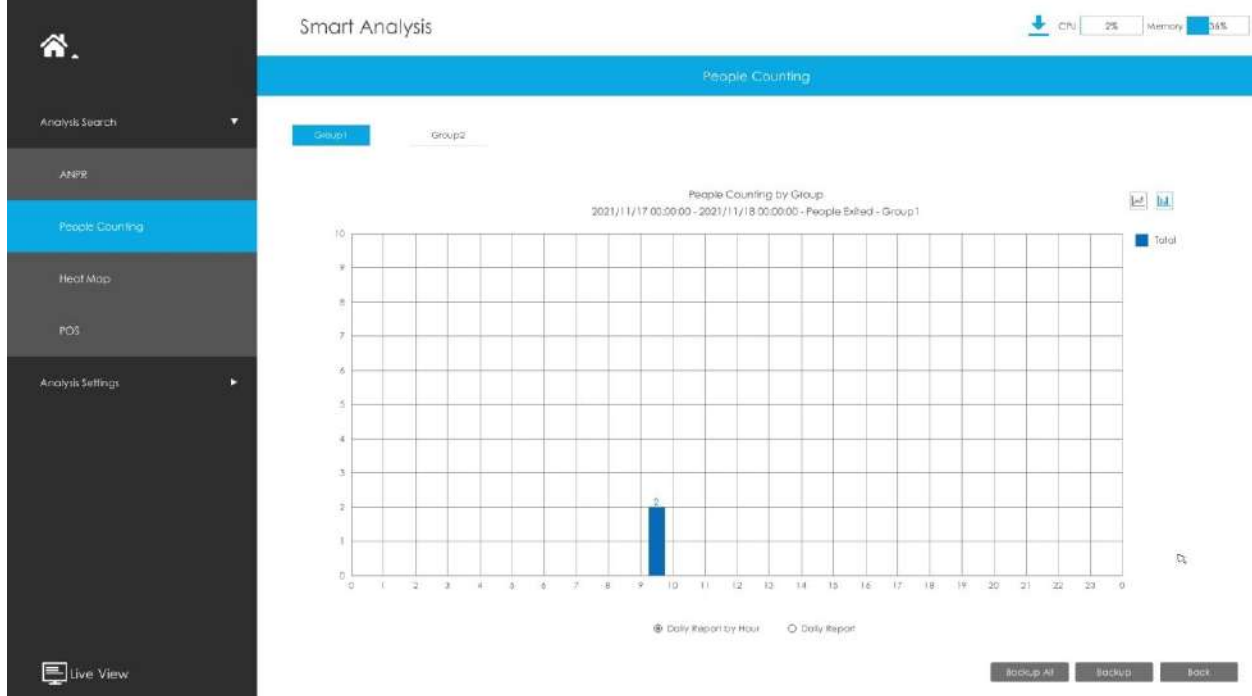 Smart Analysis
CPU 2% Memory 36%
People Counting
Analysis Search
ANPR
People Counting
Heat Map
POS
Analysis Settings
Live View
Group1 Group2
People Counting by Group
2021/11/17 00:00:00 - 2021/11/18 00:00:00 - People Exited - Group1
Total
10
9
8
7
6
5
4
3
2
1
0
2
0 1 2 3 4 5 6 7 8 9 10 11 12 13 14 15 16 17 18 19 20 21 22 23 0
Daily Report by Hour Daily Report
Backup All Backup Back